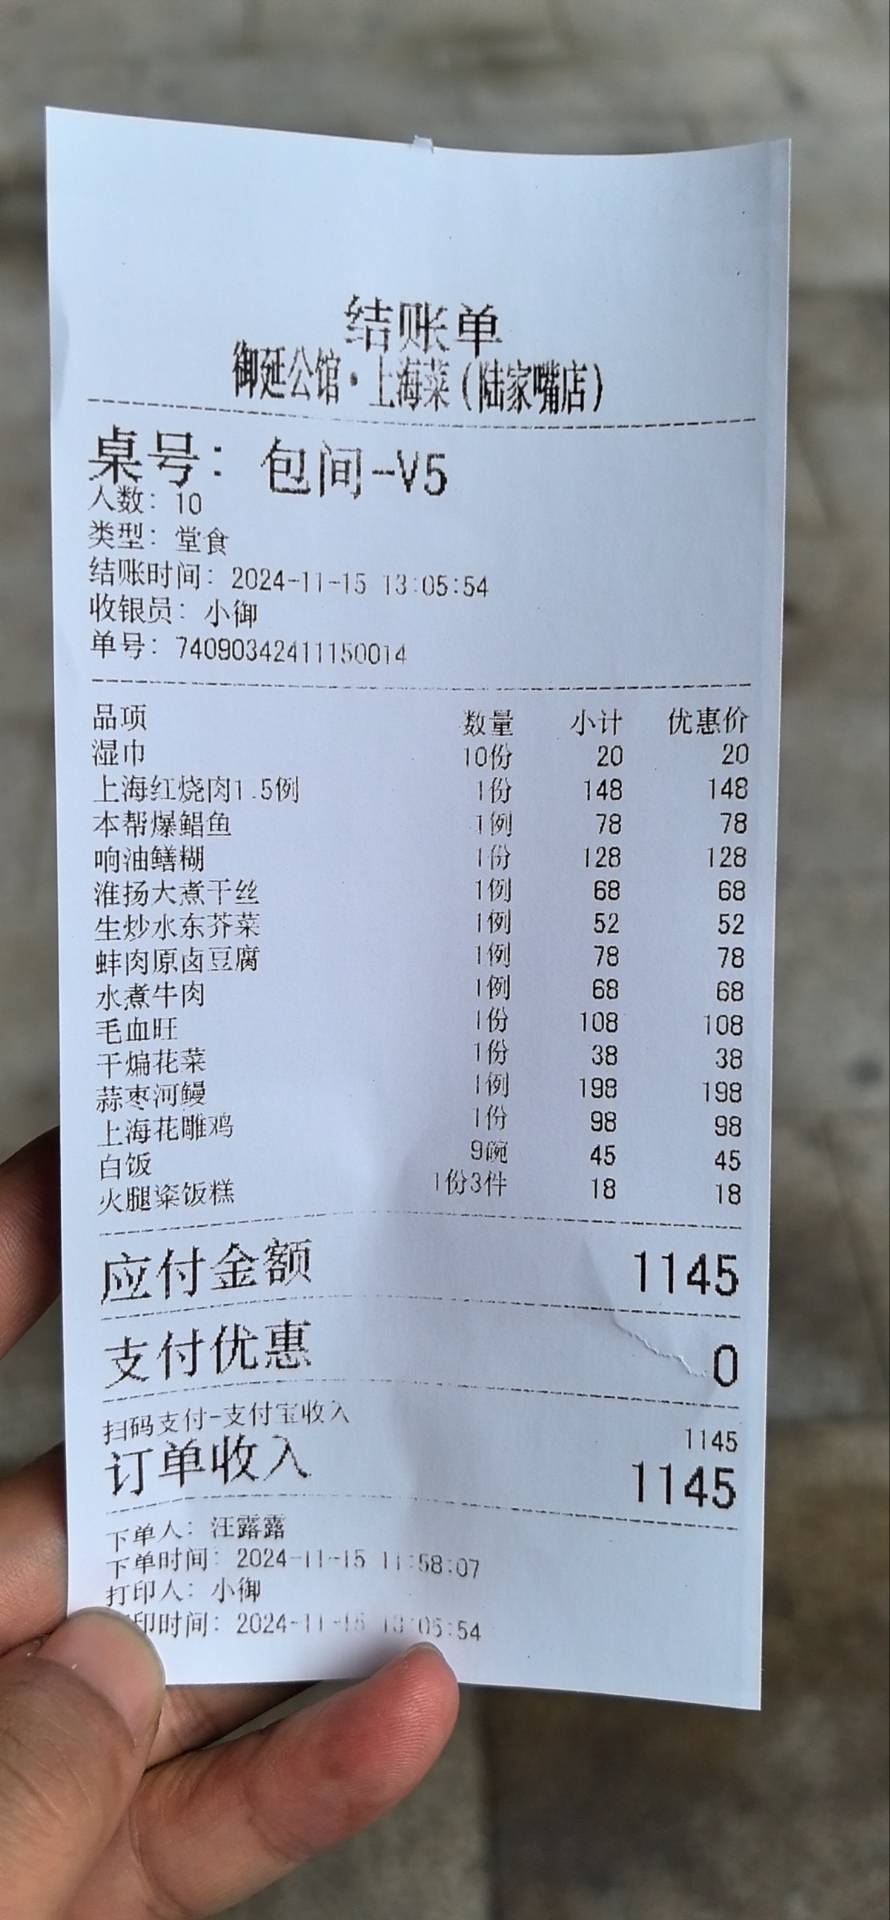 结账单
御延公馆·上海菜(陆家嘴店)
桌号: 包间-V5
人数: 10
类型: 堂食
结账时间: 2024-11-15 13:05:54
收银员: 小御
单号: 74090342411150014
品项 数量 小计 优惠价
湿巾 10份 20 20
上海红烧肉1.5例 1份 148 148
本帮爆鲳鱼 1例 78 78
响油鳝糊 1份 128 128
淮扬大煮干丝 1例 68 68
生炒水东芥菜 1例 52 52
蚌肉原卤豆腐 1例 78 78
水煮牛肉 1例 68 68
毛血旺 1份 108 108
干煸花菜 1份 38 38
蒜枣河鳗 1例 198 198
上海花雕鸡 1份 98 98
白饭 9碗 45 45
火腿粢饭糕 1份3件 18 18
应付金额 1145
支付优惠 0
扫码支付-支付宝收入 1145
订单收入 1145
下单人: 汪露露
下单时间: 2024-11-15 11:58:07
打印人: 小御
印时间: 2024-11-15 13:05:54